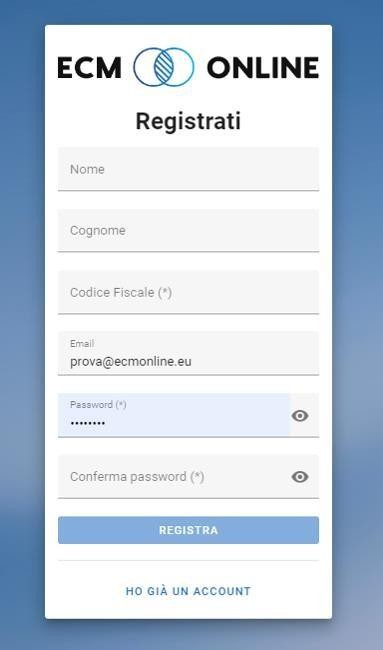 ECM ONLINE
Registrati
Nome
Cognome
Codice Fiscale (*)
Email
prova@ecmonline.eu
Password (*)
••••••••
Conferma password (*)
REGISTRA
HO GIÀ UN ACCOUNT